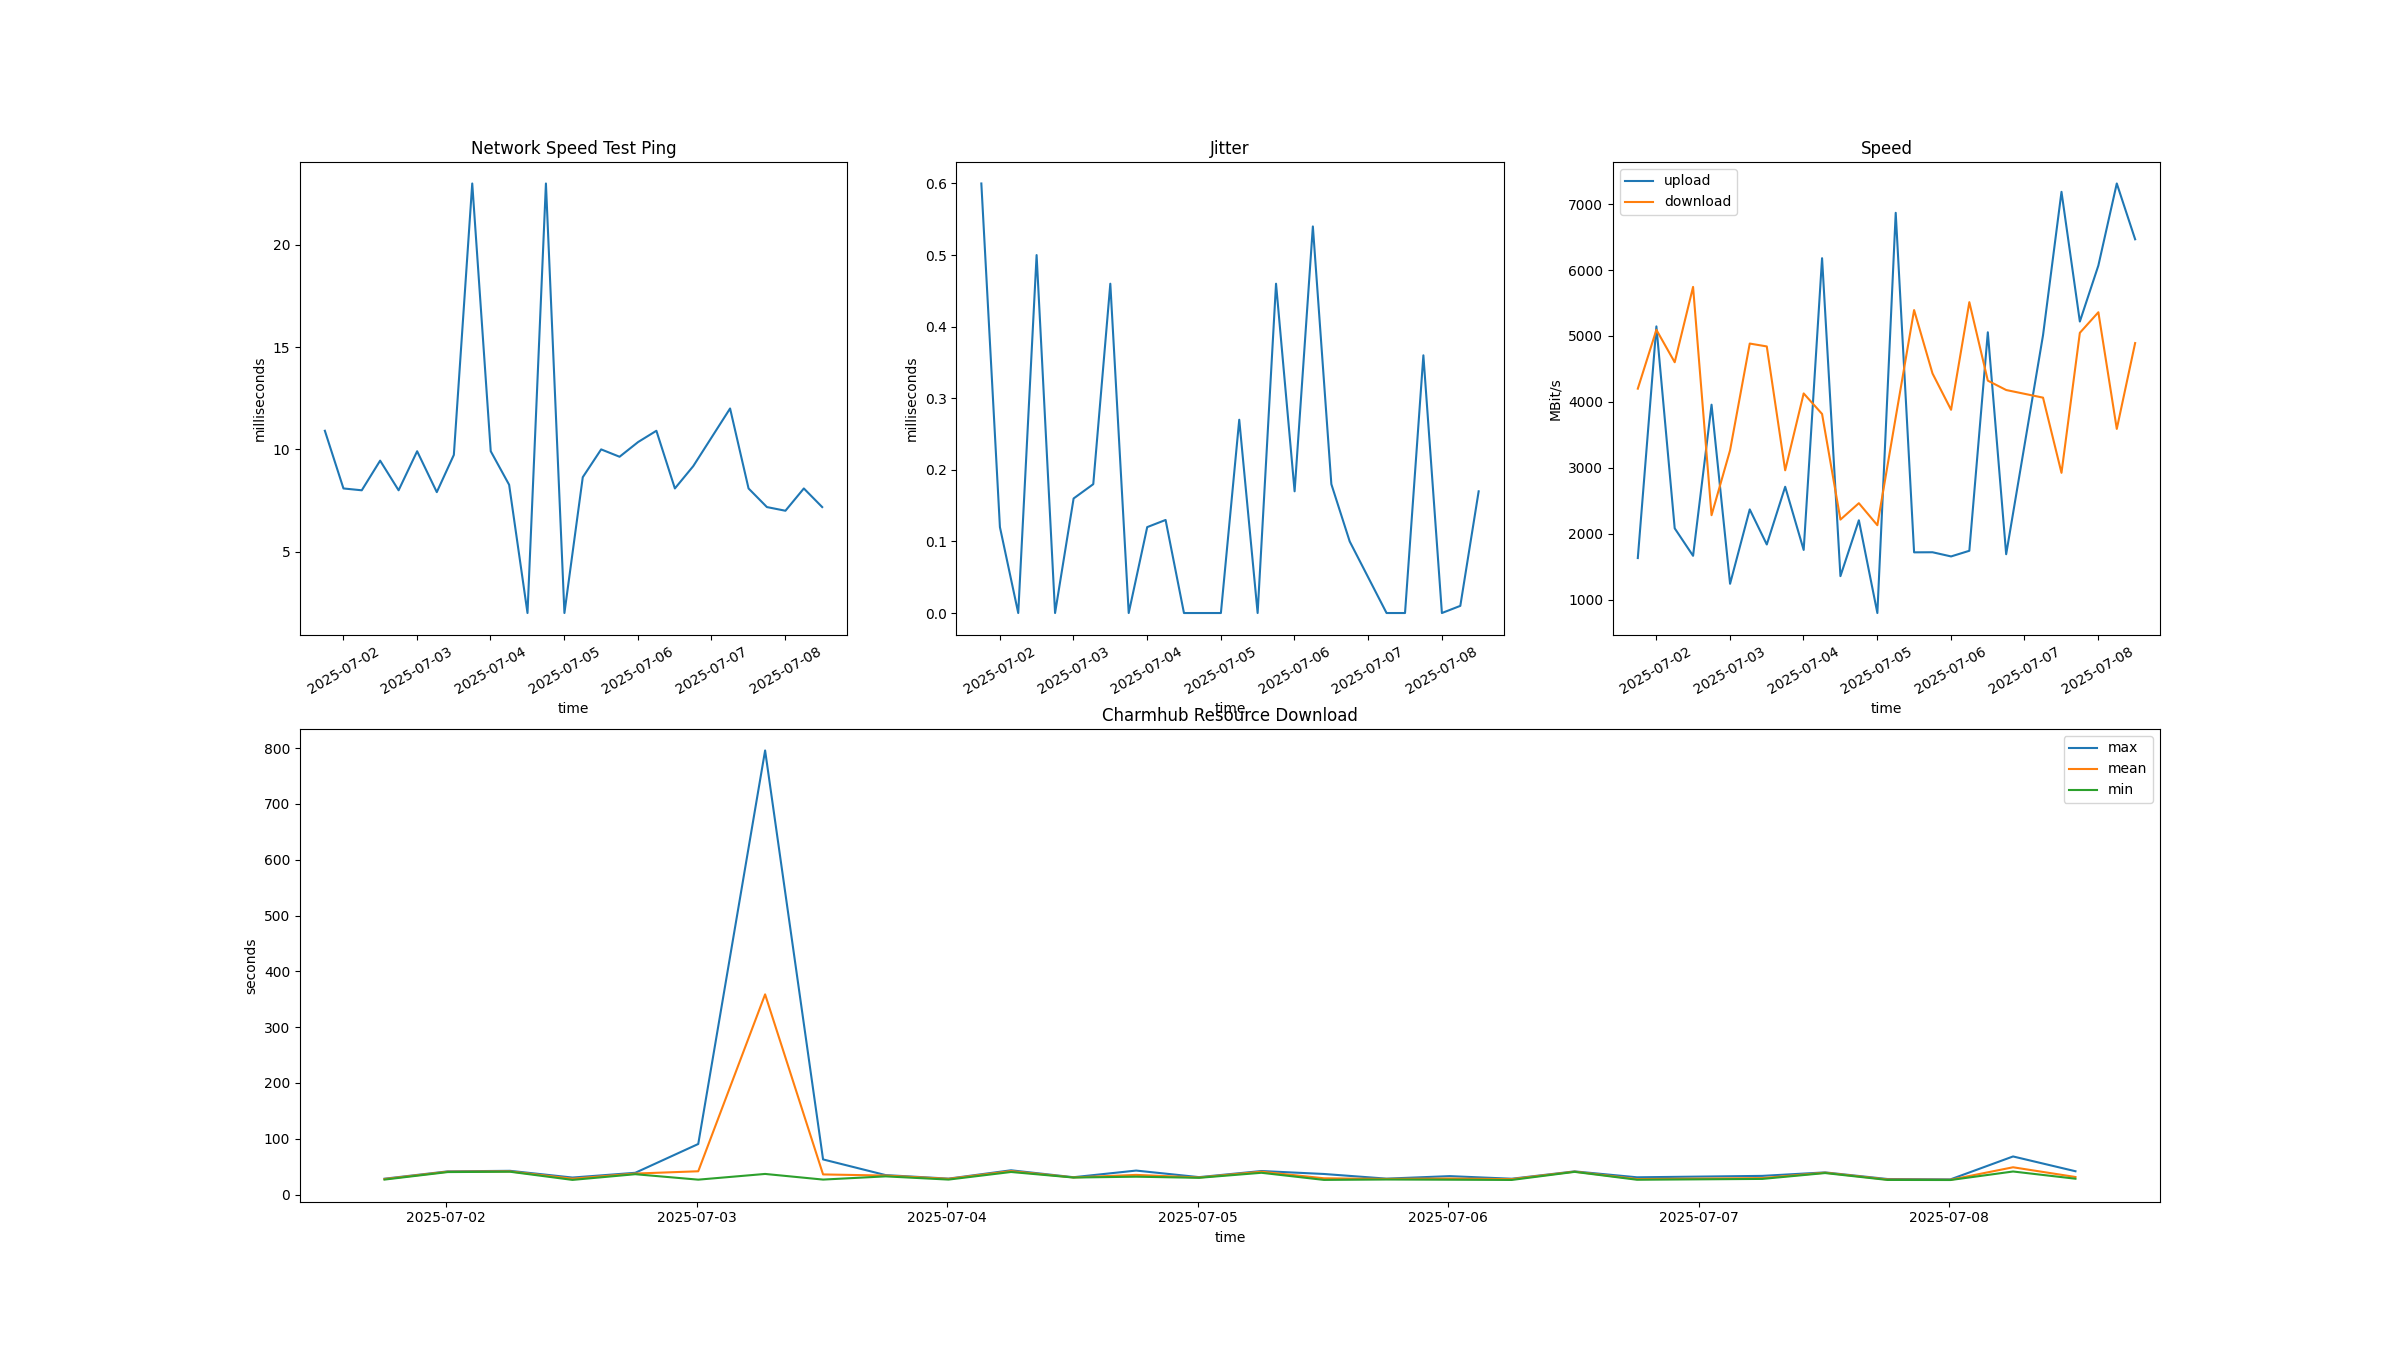 Network Speed Test Ping
milliseconds
20
15
10
5
2025-07-02 2025-07-03 2025-07-04 2025-07-05 2025-07-06 2025-07-07 2025-07-08
time
Jitter
milliseconds
0.6
0.5
0.4
0.3
0.2
0.1
0.0
2025-07-02 2025-07-03 2025-07-04 2025-07-05 2025-07-06 2025-07-07 2025-07-08
time
Speed
upload
download
MBit/s
7000
6000
5000
4000
3000
2000
1000
2025-07-02 2025-07-03 2025-07-04 2025-07-05 2025-07-06 2025-07-07 2025-07-08
time
Charmhub Resource Download
max
mean
min
seconds
800
700
600
500
400
300
200
100
0
2025-07-02 2025-07-03 2025-07-04 2025-07-05 2025-07-06 2025-07-07 2025-07-08
time